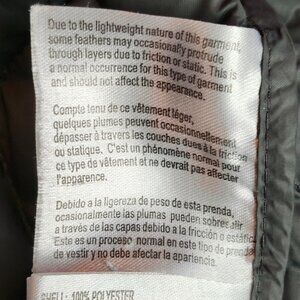 Due to the lightweight nature of this garment,
some feathers may occasionally protrude
through layers due to friction or static. This is
a normal occurrence for this type of garment
and should not affect the appearance.
Compte tenu de ce vêtement léger,
quelques plumes peuvent occasionnellement
dépasser à travers les couches dues à la friction
ou statique. C'est un phénomène normal pour
ce type de vêtement et ne devrait pas affecter
l'apparence.
Debido a la ligereza de peso de esta prenda,
ocasionalmente las plumas pueden sobresalir
a través de las capas debido a la fricción o estática.
Este es un proceso normal en este tipo de prenda
de vestir y no debe afectar la apariencia.
SHELL: 100% POLYESTER